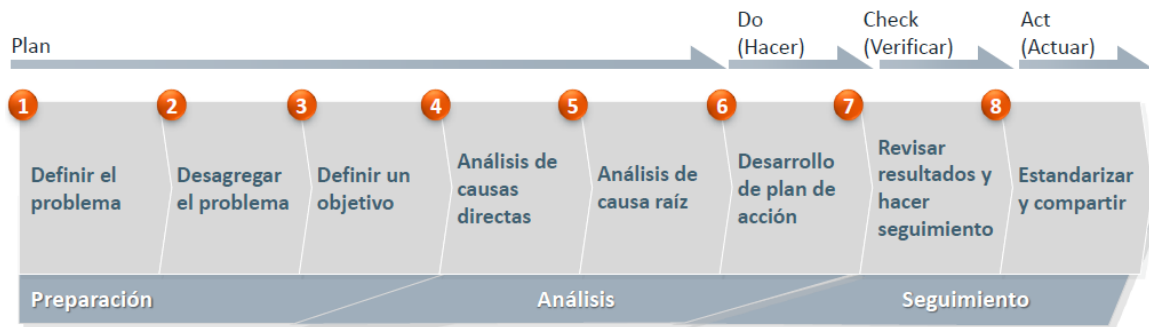 Plan
Do
(Hacer)
Check
(Verificar)
Act
(Actuar)
1
2
3
4
5
6
7
8
Definir el
problema
Desagregar
el problema
Definir un
objetivo
Análisis de
causas
directas
Análisis de
causa raíz
Desarrollo
de plan de
acción
Revisar
resultados y
hacer
seguimiento
Estandarizar
y compartir
Preparación
Análisis
Seguimiento